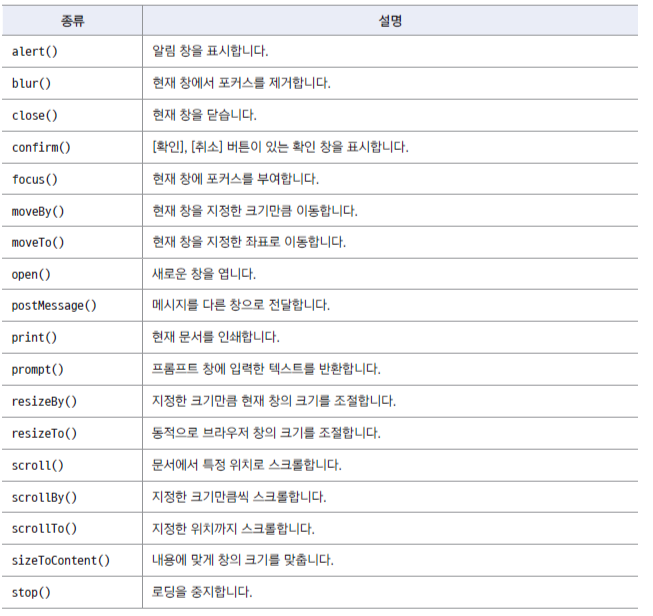 종류 설명
alert() 알림 창을 표시합니다.
blur() 현재 창에서 포커스를 제거합니다.
close() 현재 창을 닫습니다.
confirm() [확인], [취소] 버튼이 있는 확인 창을 표시합니다.
focus() 현재 창에 포커스를 부여합니다.
moveBy() 현재 창을 지정한 크기만큼 이동합니다.
moveTo() 현재 창을 지정한 좌표로 이동합니다.
open() 새로운 창을 엽니다.
postMessage() 메시지를 다른 창으로 전달합니다.
print() 현재 문서를 인쇄합니다.
prompt() 프롬프트 창에 입력한 텍스트를 반환합니다.
resizeBy() 지정한 크기만큼 현재 창의 크기를 조절합니다.
resizeTo() 동적으로 브라우저 창의 크기를 조절합니다.
scroll() 문서에서 특정 위치로 스크롤합니다.
scrollBy() 지정한 크기만큼씩 스크롤합니다.
scrollTo() 지정한 위치까지 스크롤합니다.
sizeToContent() 내용에 맞게 창의 크기를 맞춥니다.
stop() 로딩을 중지합니다.